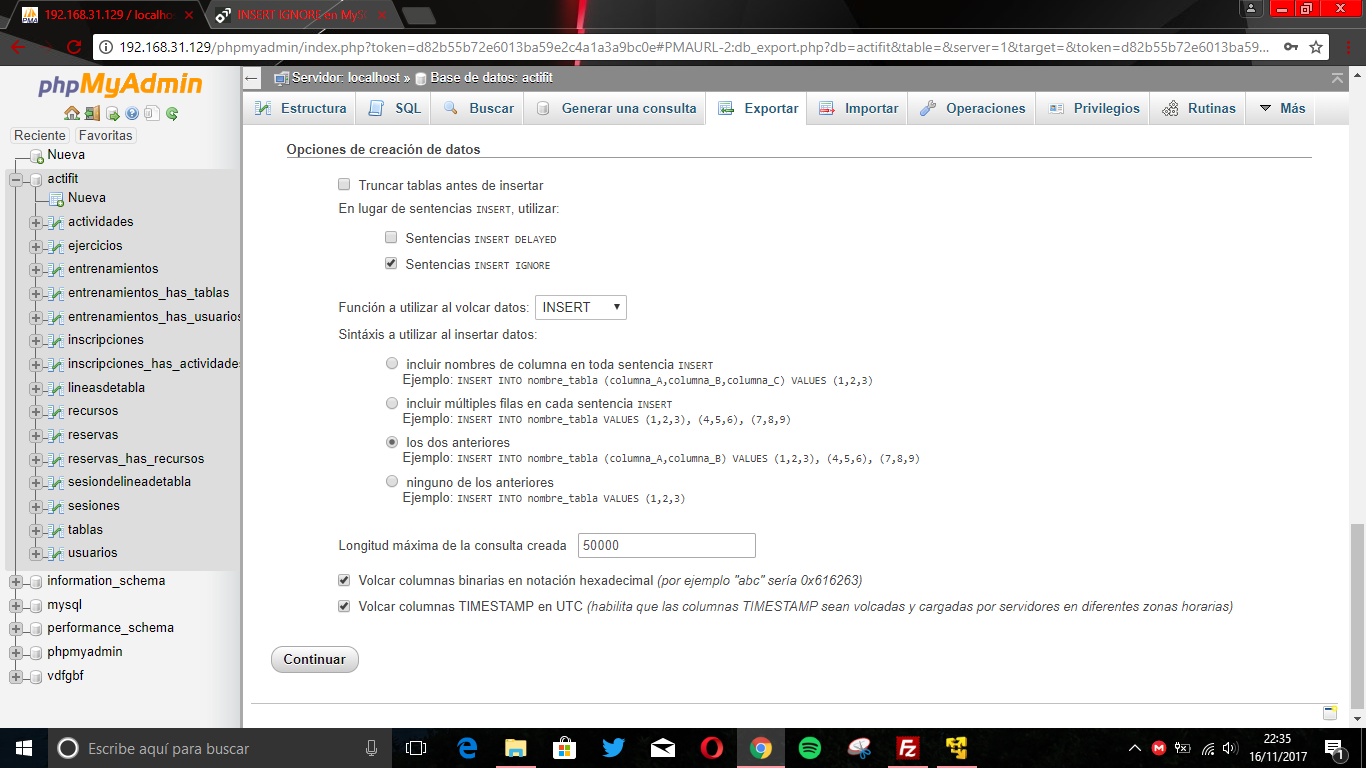 192.168.31.129 / localhos
INSERT IGNORE en MyS
192.168.31.129/phpmyadmin/index.php?token=d82b55b72e6013ba59e2c4a1a3a9bc0e#PMAURL-2:db_export.php?db=actifit&table=&server=1&target=&token=d82b55b72e6013ba59...
phpMyAdmin
Reciente Favoritas
Nueva
actifit
Nueva
actividades
ejercicios
entrenamientos
entrenamientos_has_tablas
entrenamientos_has_usuarios
inscripciones
inscripciones_has_actividades
lineasdetabla
recursos
reservas
reservas_has_recursos
sesiondelineadetabla
sesiones
tablas
usuarios
information_schema
mysql
performance_schema
phpmyadmin
vdfgbf
Servidor: localhost » Base de datos: actifit
Estructura SQL Buscar Generar una consulta Exportar Importar Operaciones Privilegios Rutinas Más
Opciones de creación de datos
Truncar tablas antes de insertar
En lugar de sentencias INSERT, utilizar:
Sentencias INSERT DELAYED
Sentencias INSERT IGNORE
Función a utilizar al volcar datos: INSERT
Sintáxis a utilizar al insertar datos:
incluir nombres de columna en toda sentencia INSERT
Ejemplo: INSERT INTO nombre_tabla (columna_A,columna_B,columna_C) VALUES (1,2,3)
incluir múltiples filas en cada sentencia INSERT
Ejemplo: INSERT INTO nombre_tabla VALUES (1,2,3), (4,5,6), (7,8,9)
los dos anteriores
Ejemplo: INSERT INTO nombre_tabla (columna_A,columna_B) VALUES (1,2,3), (4,5,6), (7,8,9)
ninguno de los anteriores
Ejemplo: INSERT INTO nombre_tabla VALUES (1,2,3)
Longitud máxima de la consulta creada 50000
Volcar columnas binarias en notación hexadecimal (por ejemplo "abc" sería 0x616263)
Volcar columnas TIMESTAMP en UTC (habilita que las columnas TIMESTAMP sean volcadas y cargadas por servidores en diferentes zonas horarias)
Continuar
Escribe aquí para buscar
22:35
16/11/2017
1